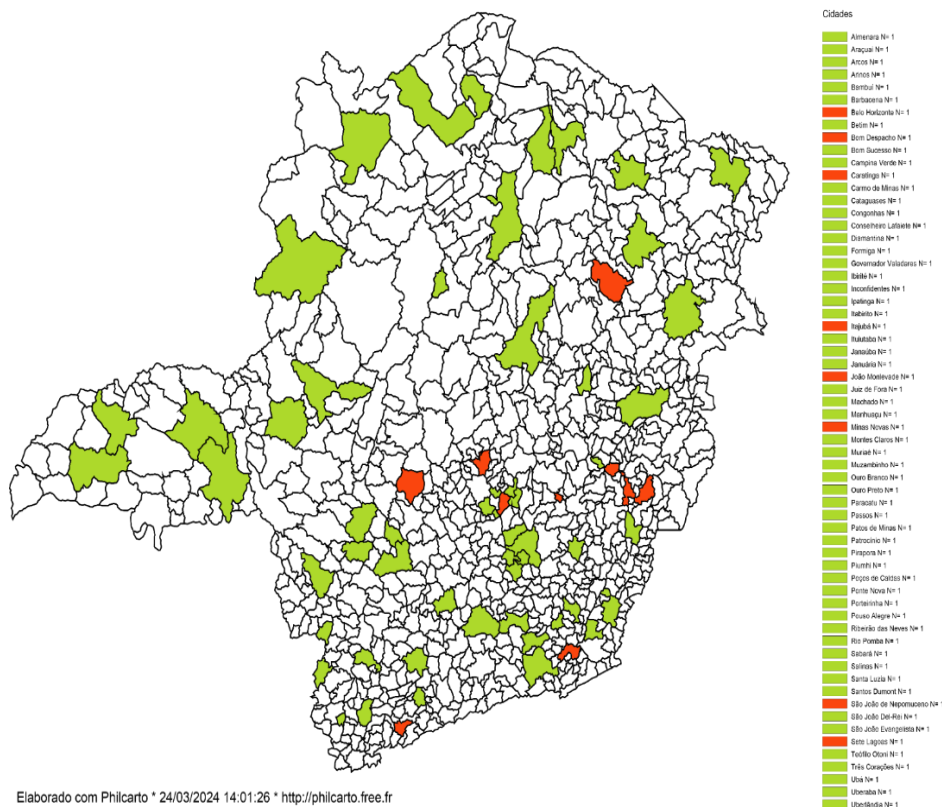 Cidades
Almenara N= 1
Araçuaí N= 1
Arcos N= 1
Arinos N= 1
Bambuí N= 1
Barbacena N= 1
Belo Horizonte N= 1
Betim N= 1
Bom Despacho N= 1
Bom Sucesso N= 1
Campina Verde N= 1
Caratinga N= 1
Carmo de Minas N= 1
Cataguases N= 1
Congonhas N= 1
Conselheiro Lafaiete N= 1
Diamantina N= 1
Formiga N= 1
Governador Valadares N= 1
Ibirité N= 1
Inconfidentes N= 1
Ipatinga N= 1
Itabirito N= 1
Itajubá N= 1
Ituiutaba N= 1
Janaúba N= 1
Januária N= 1
João Monlevade N= 1
Juiz de Fora N= 1
Machado N= 1
Manhuaçu N= 1
Minas Novas N= 1
Montes Claros N= 1
Muriaé N= 1
Muzambinho N= 1
Ouro Branco N= 1
Ouro Preto N= 1
Paracatu N= 1
Passos N= 1
Patos de Minas N= 1
Patrocínio N= 1
Pirapora N= 1
Piumhi N= 1
Poços de Caldas N= 1
Ponte Nova N= 1
Porteirinha N= 1
Pouso Alegre N= 1
Ribeirão das Neves N= 1
Rio Pomba N= 1
Sabará N= 1
Salinas N= 1
Santa Luzia N= 1
Santos Dumont N= 1
São João de Nepomuceno N= 1
São João Del-Rei N= 1
São João Evangelista N= 1
Sete Lagoas N= 1
Teófilo Otoni N= 1
Três Corações N= 1
Ubá N= 1
Uberaba N= 1
Uberlândia N= 1
Elaborado com Philcarto * 24/03/2024 14:01:26 * http://philcarto.free.fr